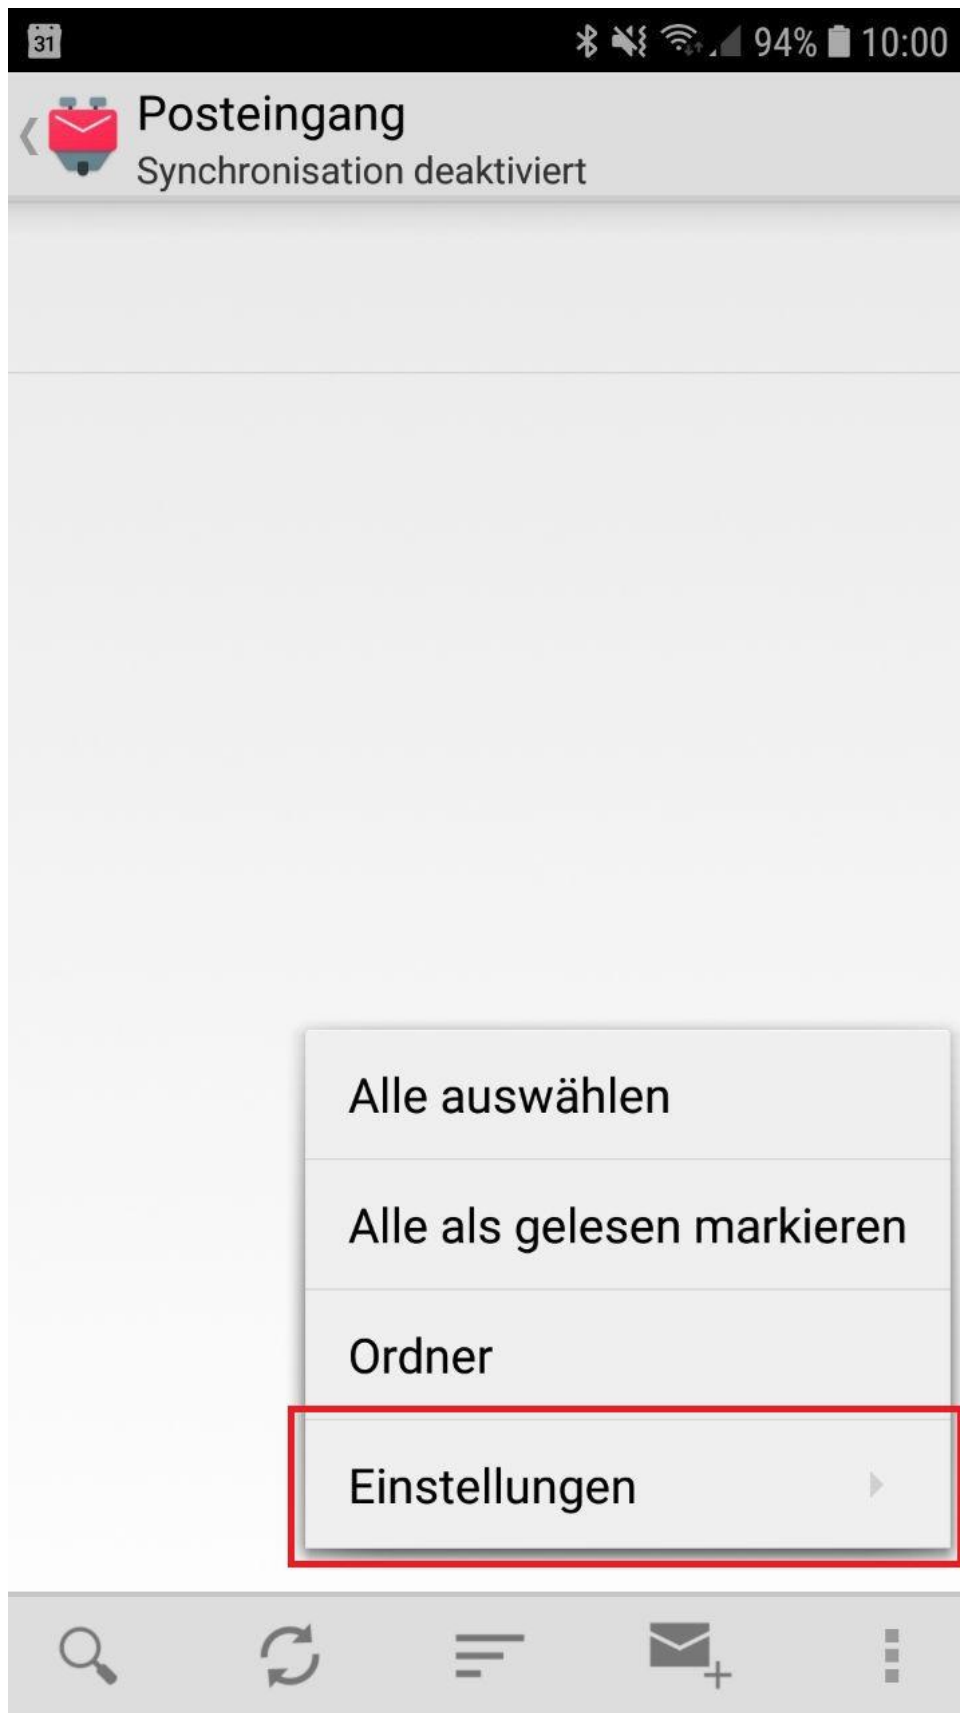 31
94% 10:00
Posteingang
Synchronisation deaktiviert
Alle auswählen
Alle als gelesen markieren
Ordner
Einstellungen